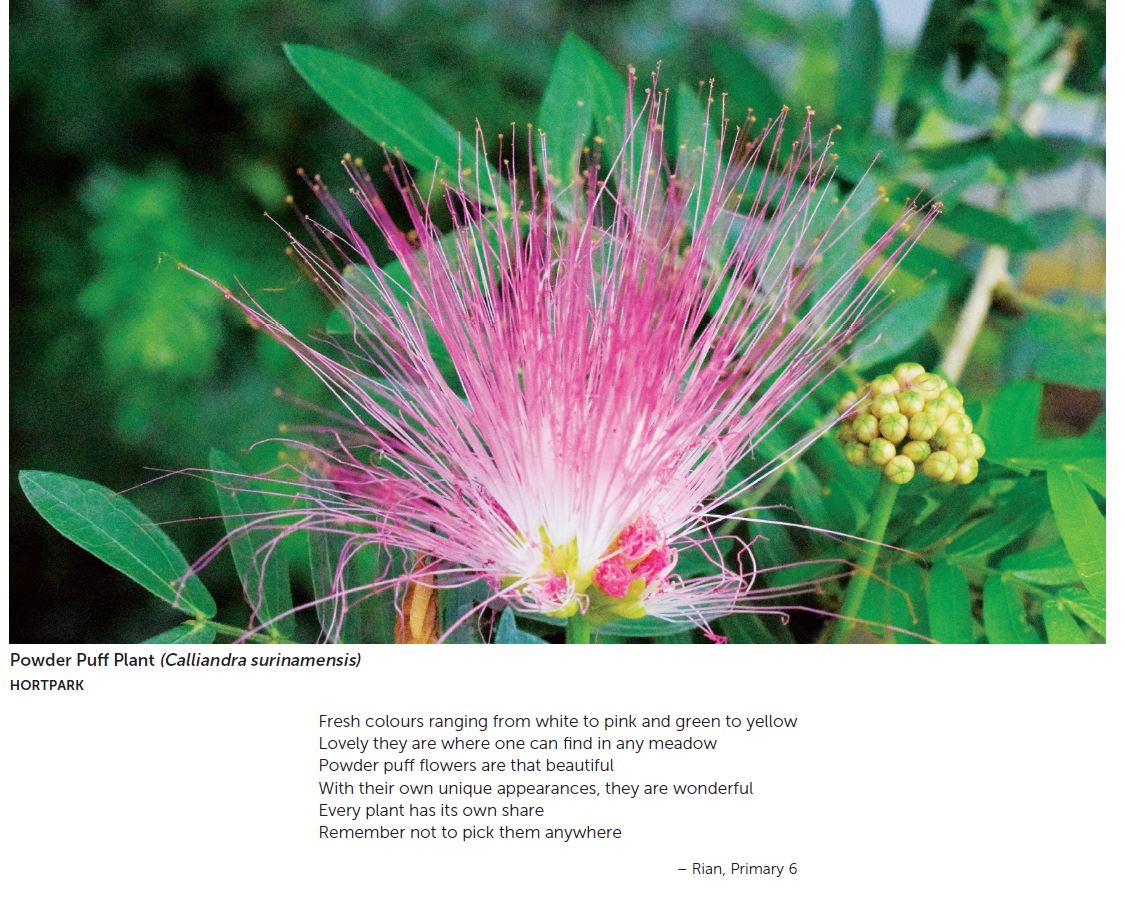 Powder Puff Plant (Calliandra surinamensis)
HORTPARK
Fresh colours ranging from white to pink and green to yellow
Lovely they are where one can find in any meadow
Powder puff flowers are that beautiful
With their own unique appearances, they are wonderful
Every plant has its own share
Remember not to pick them anywhere
– Rian, Primary 6